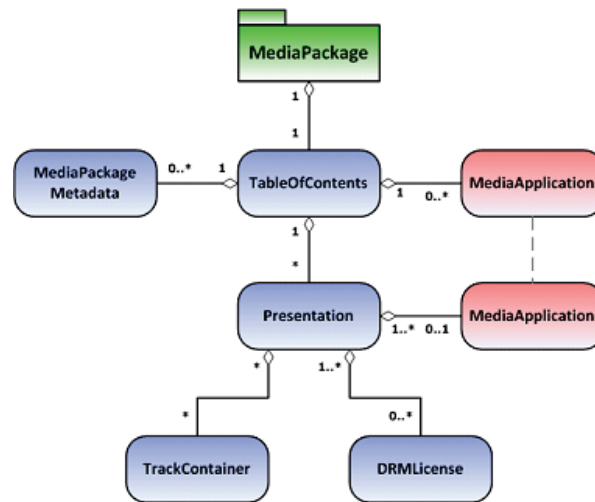 MediaPackage
1
1
MediaPackage
Metadata
0..*
1
TableOfContents
1
0..*
MediaApplication
1
*
Presentation
1..*
0..1
MediaApplication
*
1..*
*
0..*
TrackContainer
DRMLicense